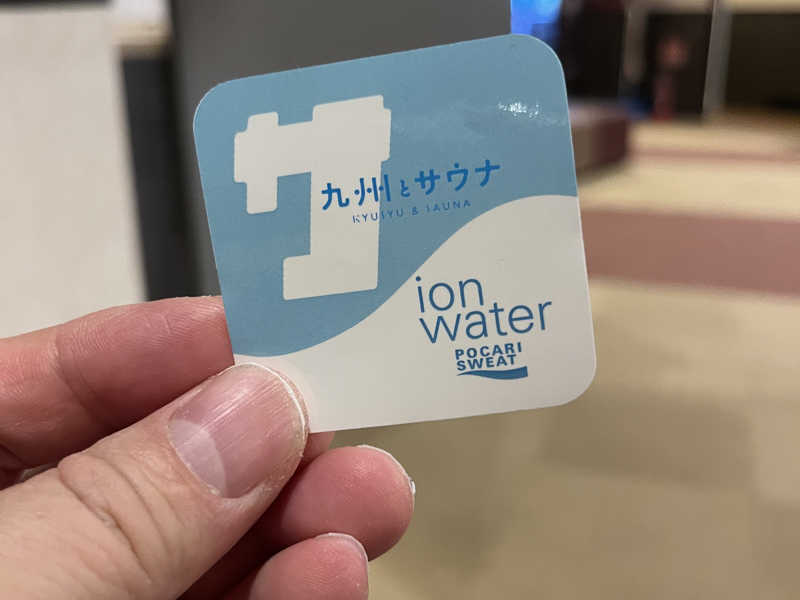 九州とサウナ
KYUSYU & SAUNA
ion
water
POCARI
SWEAT